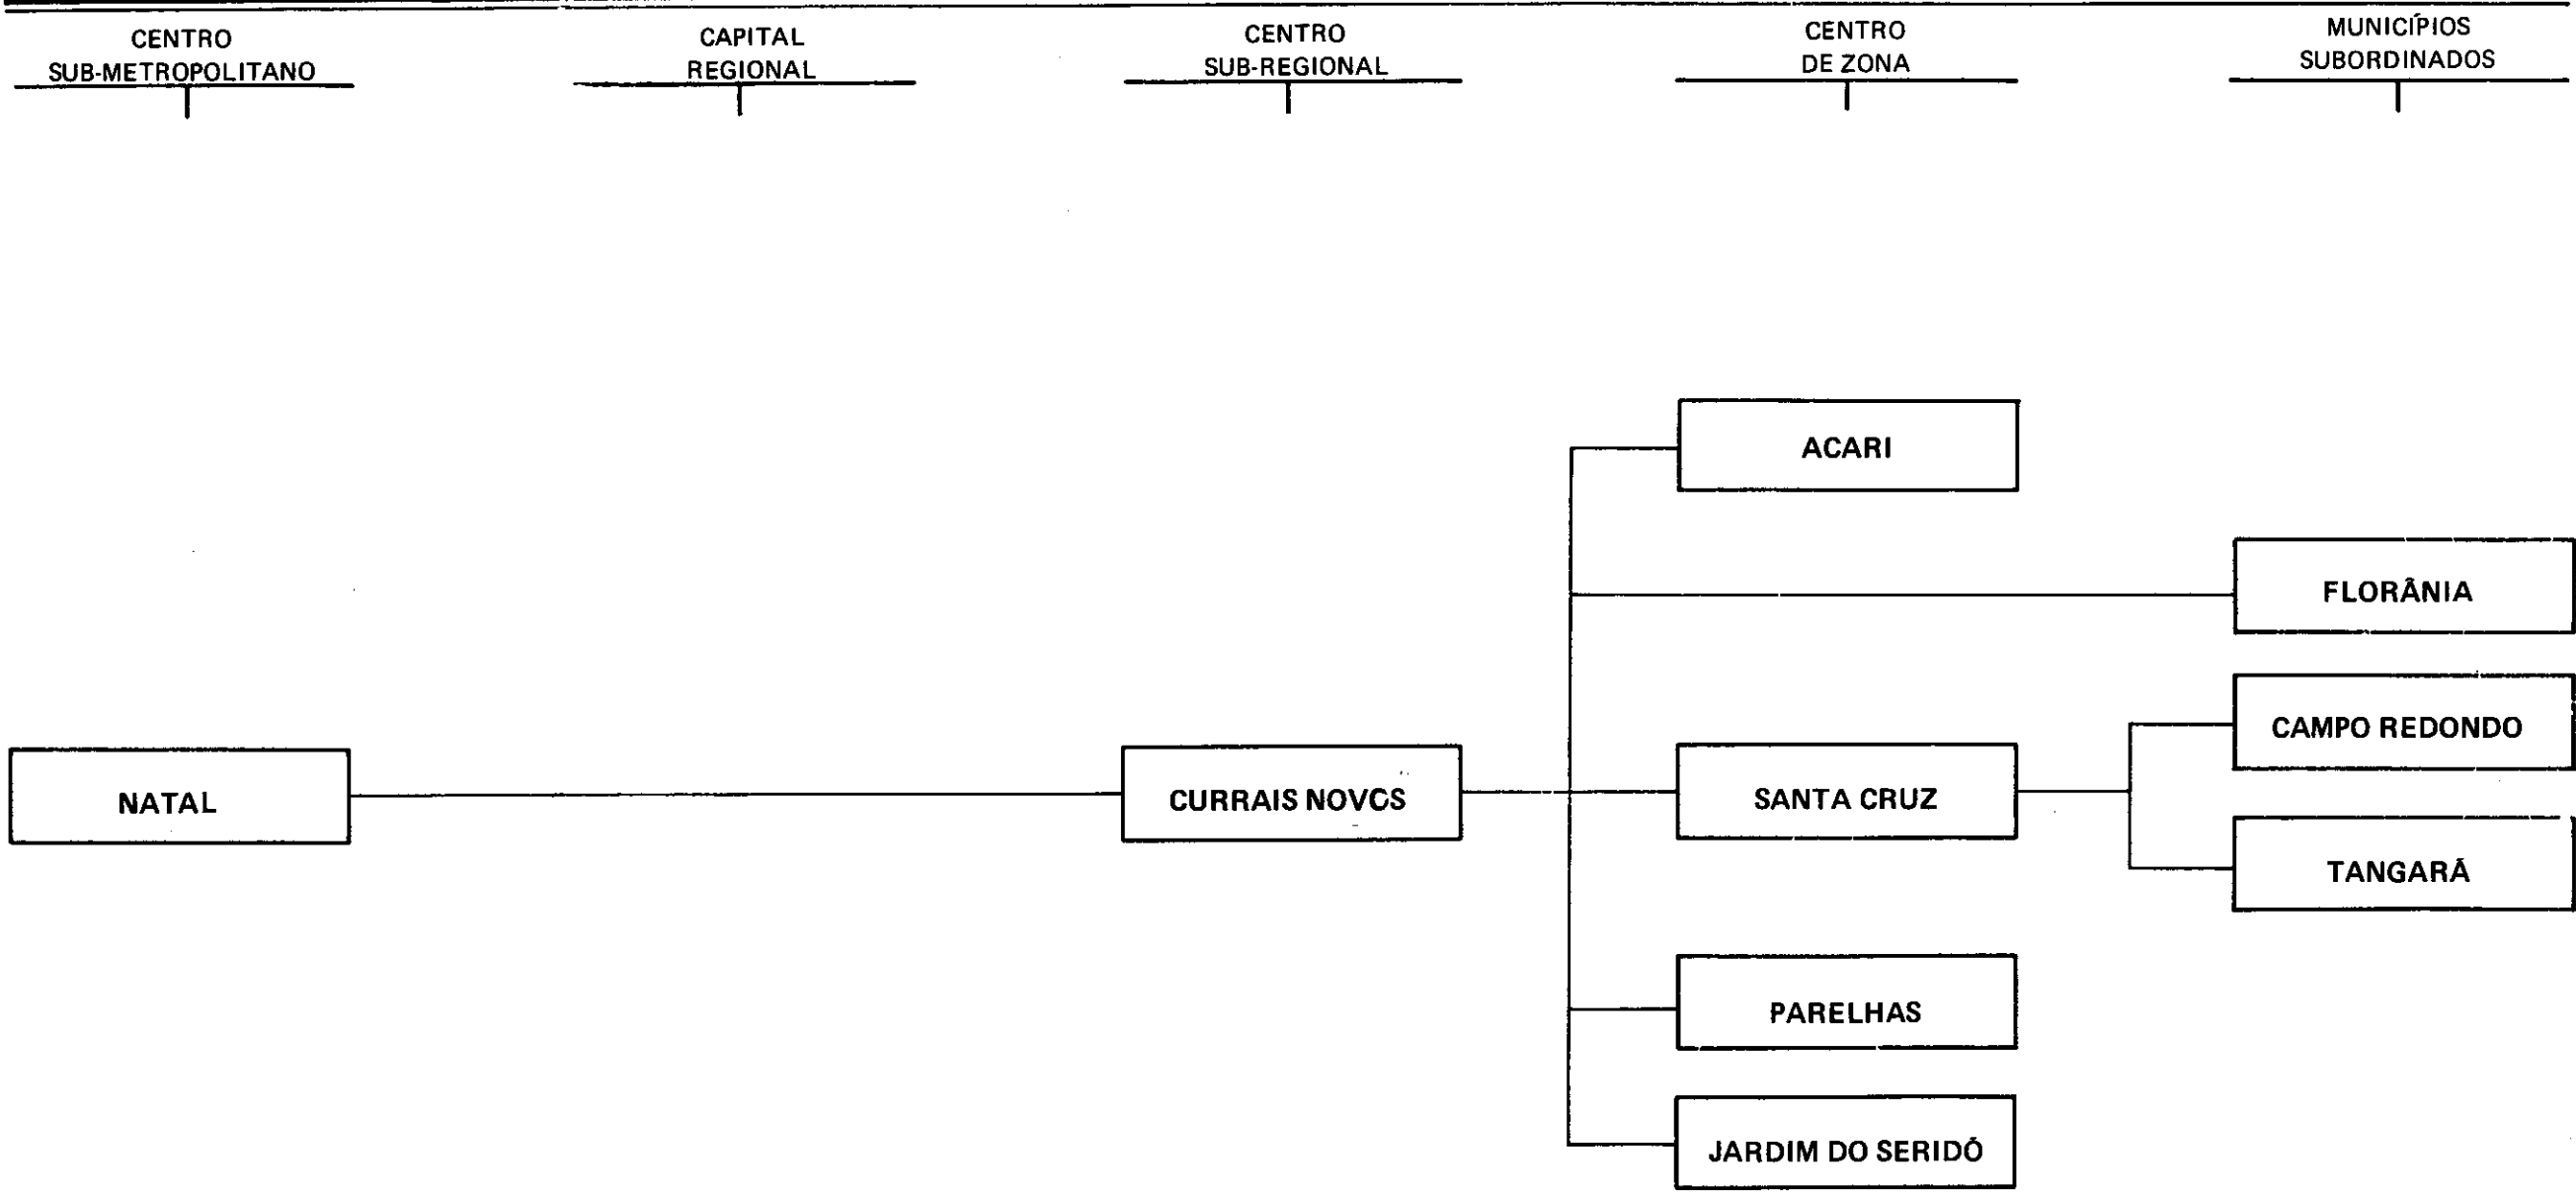 CENTRO
SUB-METROPOLITANO
CAPITAL
REGIONAL
CENTRO
SUB-REGIONAL
CENTRO
DE ZONA
MUNICÍPIOS
SUBORDINADOS
ACARI
FLORÂNIA
CAMPO REDONDO
NATAL
CURRAIS NOVOS
SANTA CRUZ
TANGARÁ
PARELHAS
JARDIM DO SERIDÓ